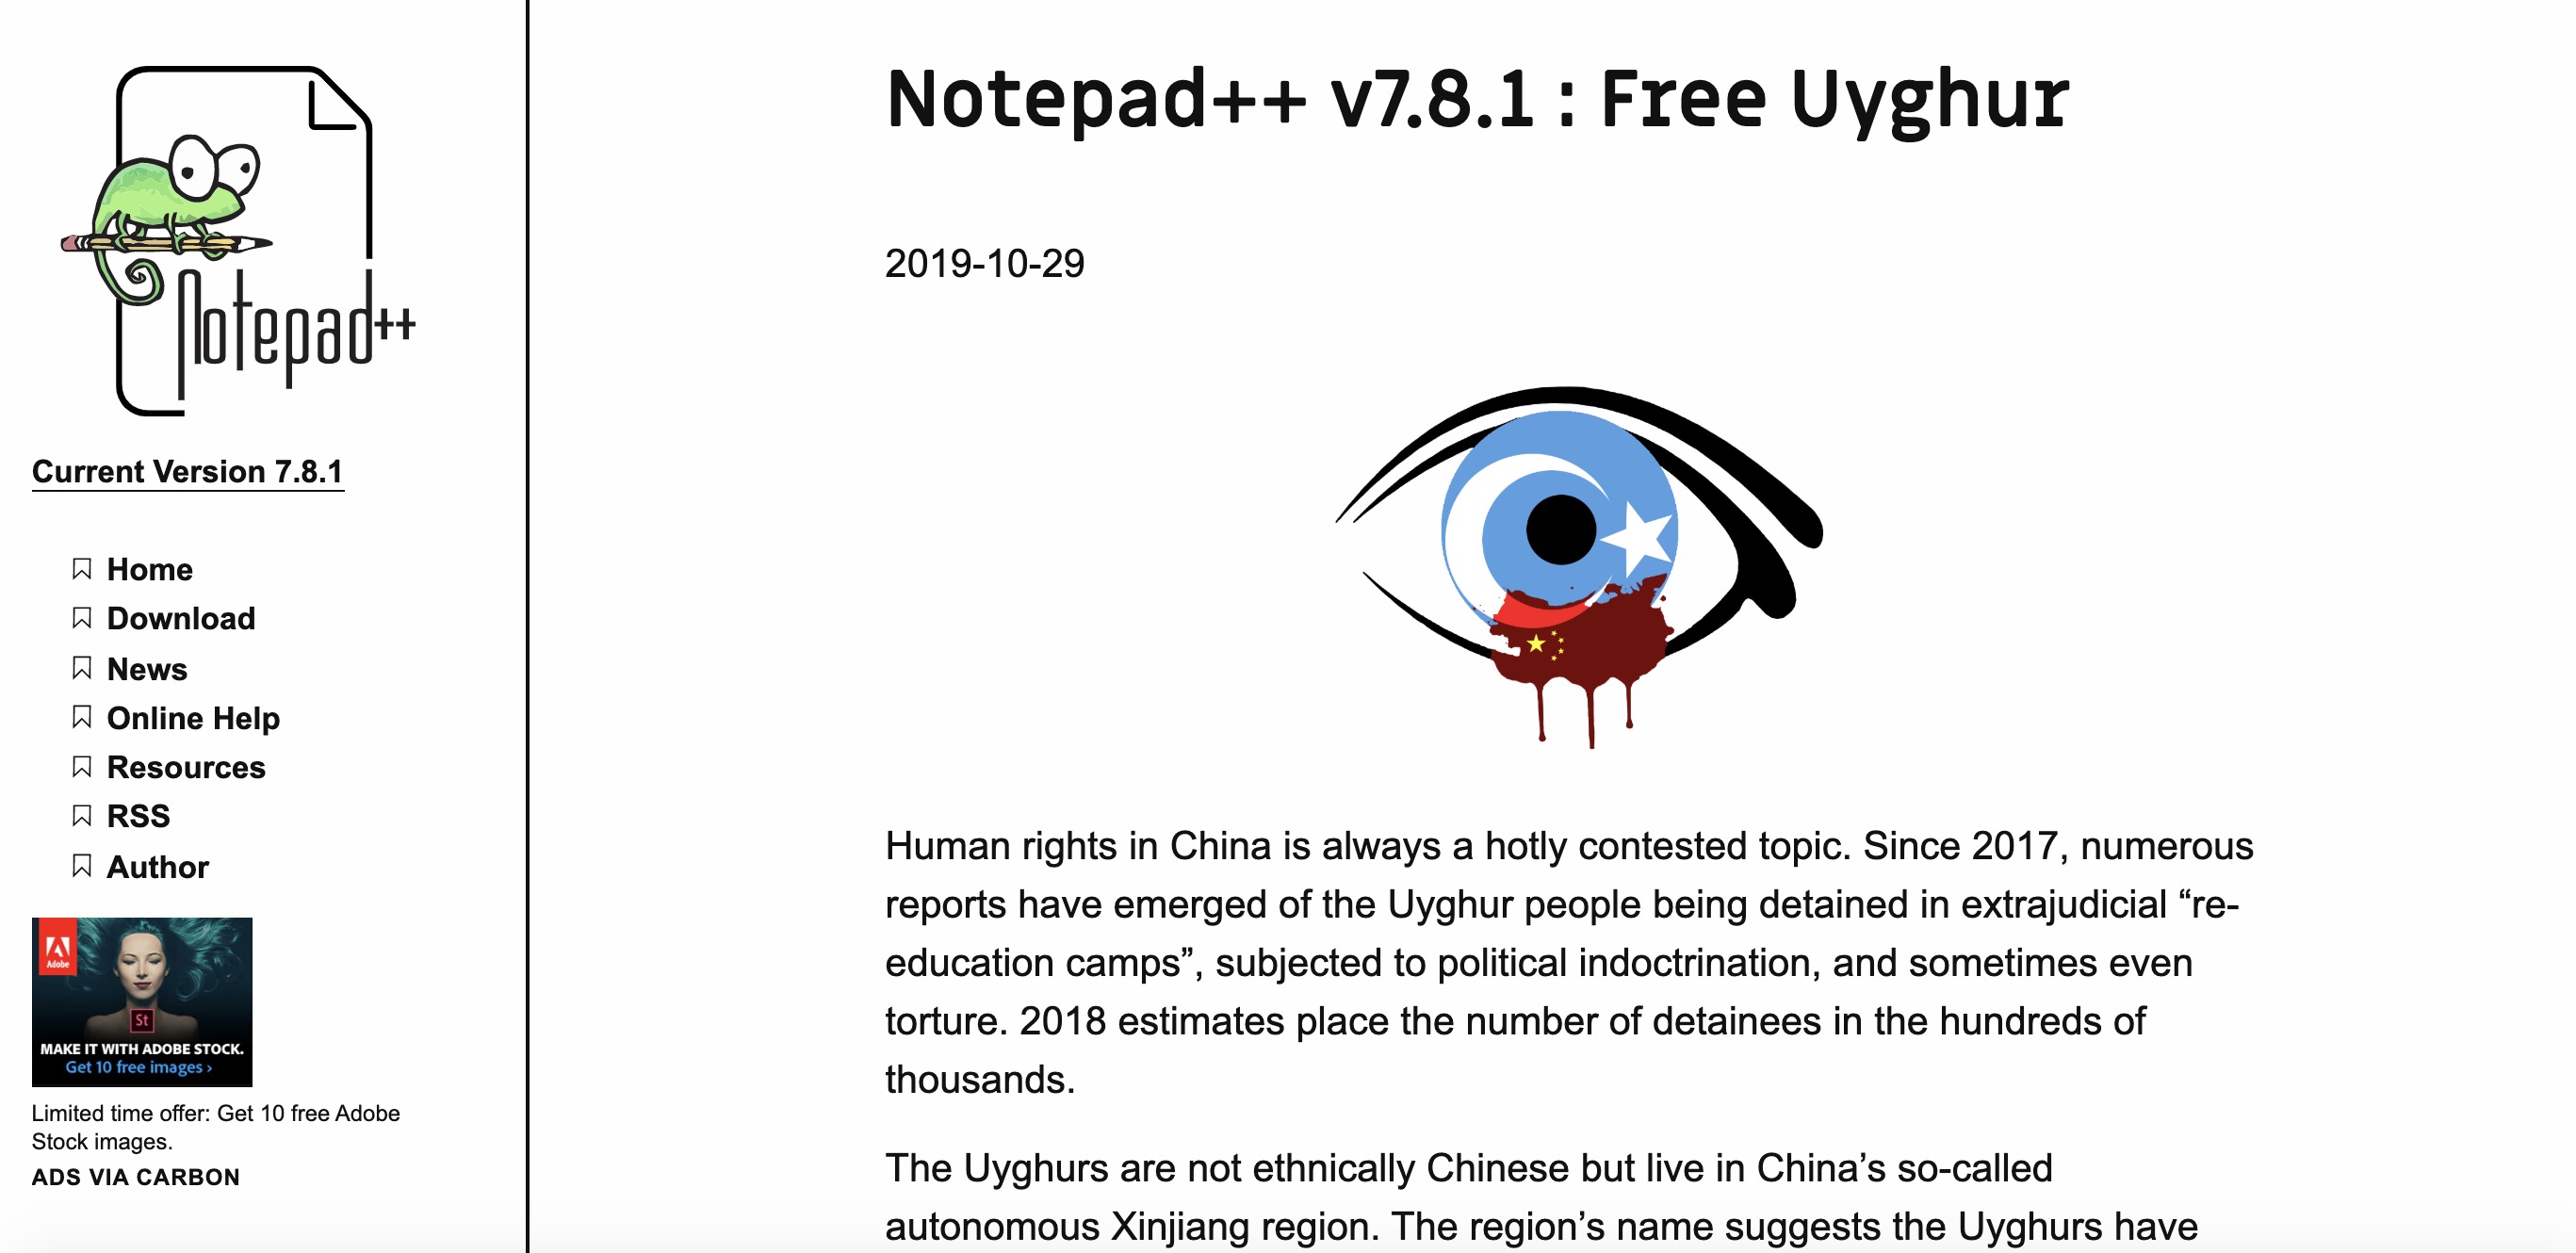 Notepad++
Current Version 7.8.1
Home
Download
News
Online Help
Resources
RSS
Author
Adobe
St
MAKE IT WITH ADOBE STOCK.
Get 10 free images ›
Limited time offer: Get 10 free Adobe
Stock images.
ADS VIA CARBON
Notepad++ v7.8.1 : Free Uyghur
2019-10-29
Human rights in China is always a hotly contested topic. Since 2017, numerous
reports have emerged of the Uyghur people being detained in extrajudicial “re-
education camps”, subjected to political indoctrination, and sometimes even
torture. 2018 estimates place the number of detainees in the hundreds of
thousands.
The Uyghurs are not ethnically Chinese but live in China’s so-called
autonomous Xinjiang region. The region’s name suggests the Uyghurs have